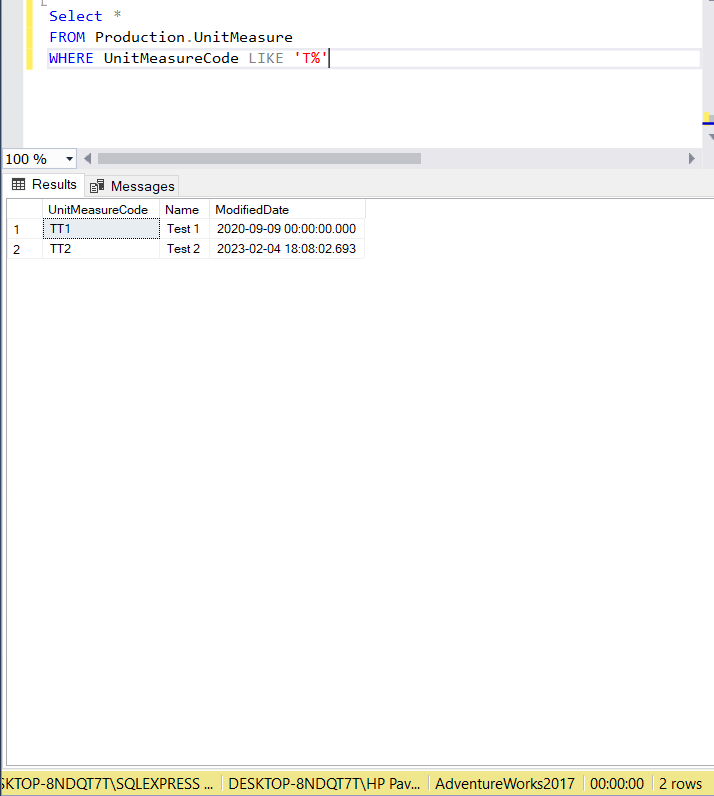 Select *
FROM Production.UnitMeasure
WHERE UnitMeasureCode LIKE 'T%'
100 %
Results Messages
UnitMeasureCode Name ModifiedDate
1 TT1 Test 1 2020-09-09 00:00:00.000
2 TT2 Test 2 2023-02-04 18:08:02.693
SKTOP-8NDQT7T\SQLEXPRESS ... DESKTOP-8NDQT7T\HP Pav... AdventureWorks2017 00:00:00 2 rows